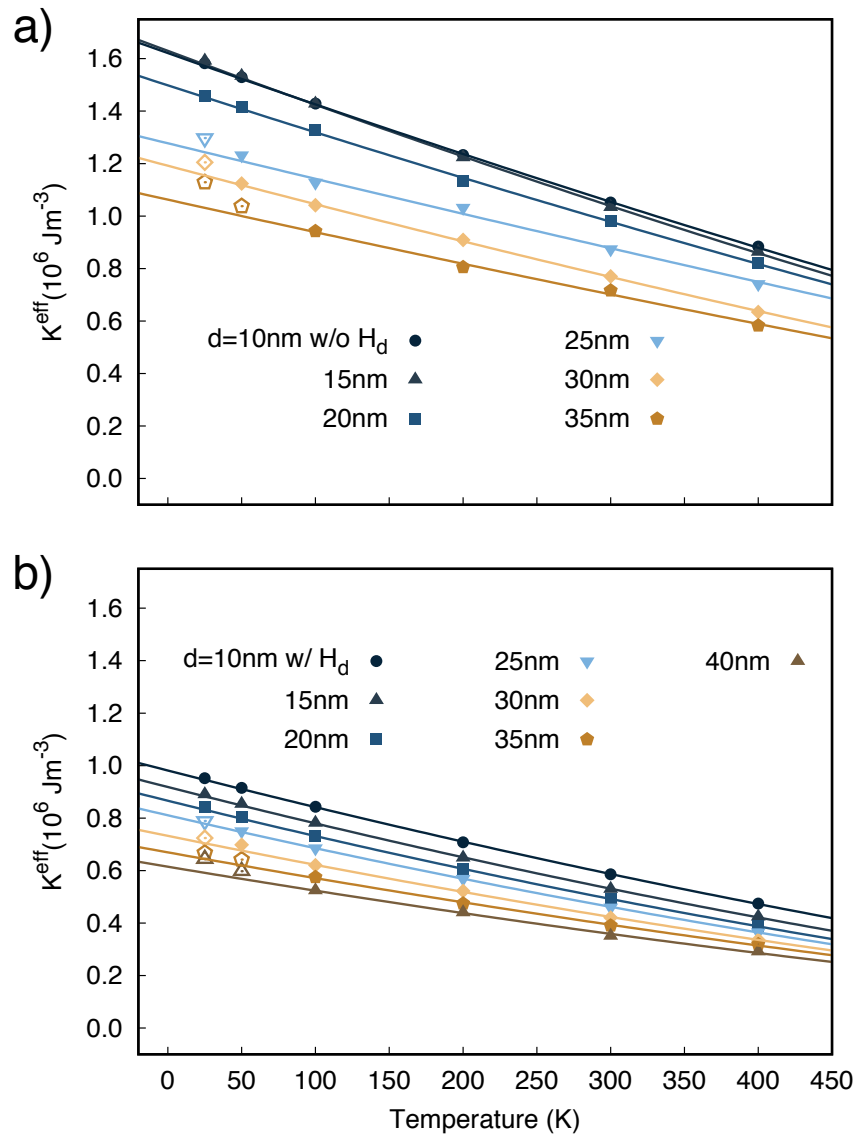 a)
K^eff(10^6 Jm^-3)
1.6
1.4
1.2
1.0
0.8
0.6
0.4
0.2
0.0
d=10nm w/o H_d
15nm
20nm
25nm
30nm
35nm
b)
K^eff(10^6 Jm^-3)
1.6
1.4
1.2
1.0
0.8
0.6
0.4
0.2
0.0
d=10nm w/ H_d
15nm
20nm
25nm
30nm
35nm
40nm
0 50 100 150 200 250 300 350 400 450
Temperature (K)